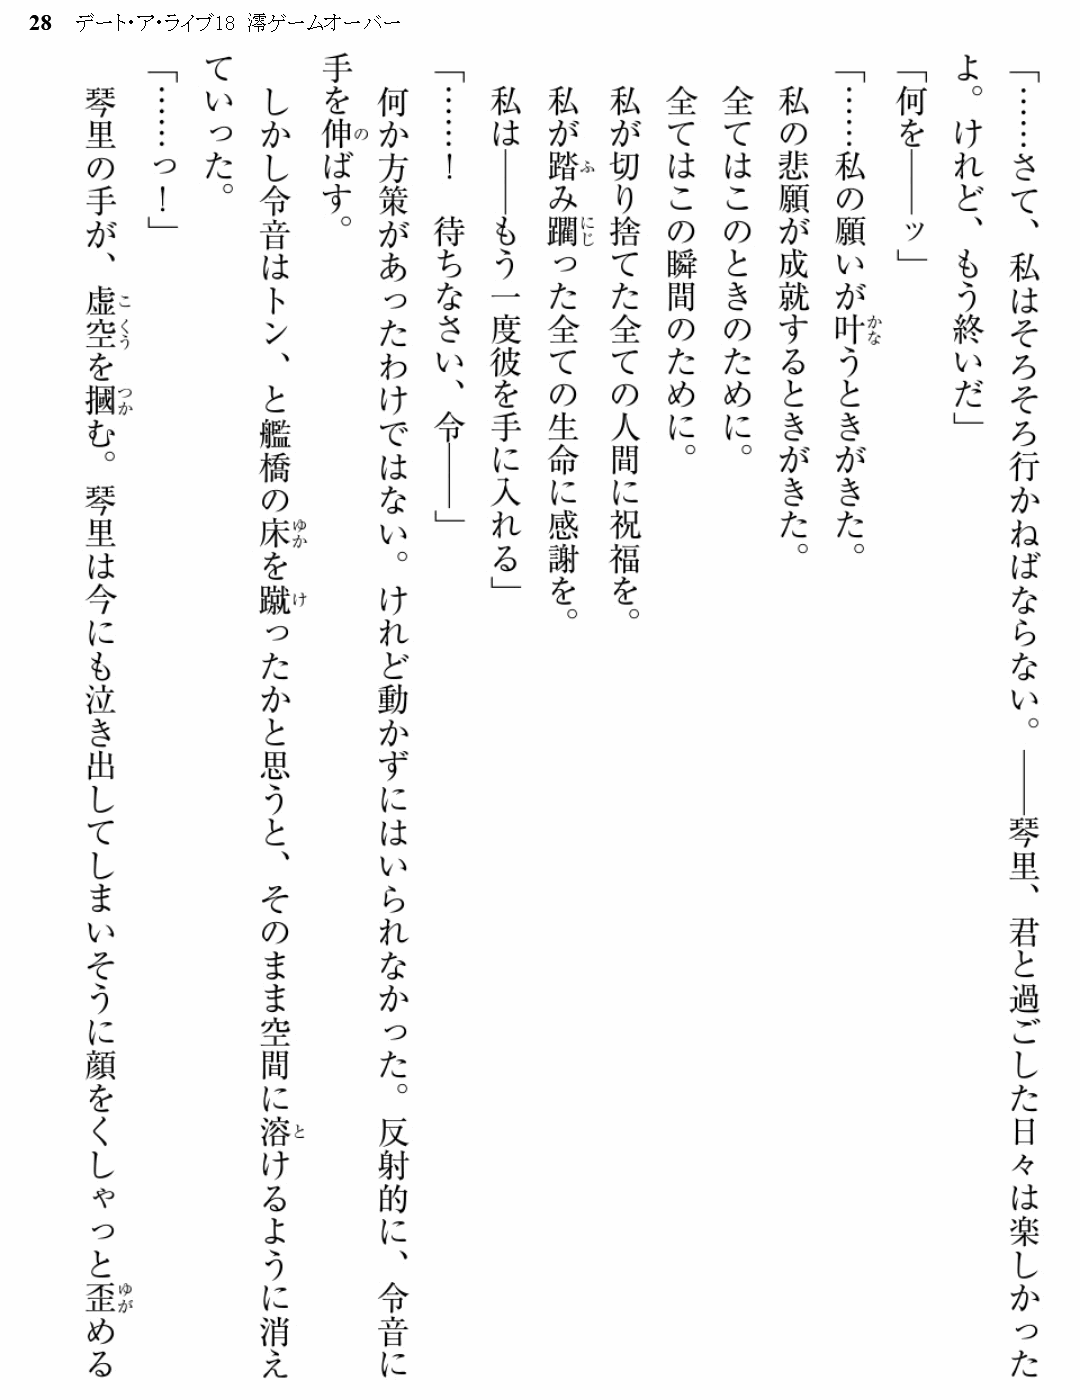 28 デート・ア・ライブ18 澪ゲームオーバー
「……さて、私はそろそろ行かねばならない。――琴里、君と過ごした日々は楽しかった
よ。けれど、もう終いだ」
「何を――ッ」
「……私の願いが叶うときがきた。
私の悲願が成就するときがきた。
全てはこのときのために。
全てはこの瞬間のために。
私が切り捨てた全ての人間に祝福を。
私が踏み躙った全ての生命に感謝を。
私は――もう一度彼を手に入れる」
「……！　待ちなさい、令――」
何か方策があったわけではない。けれど動かずにはいられなかった。反射的に、令音に
手を伸ばす。
しかし令音はトン、と艦橋の床を蹴ったかと思うと、そのまま空間に溶けるように消え
ていった。
「……っ！」
琴里の手が、虚空を摑む。琴里は今にも泣き出してしまいそうに顔をくしゃっと歪める